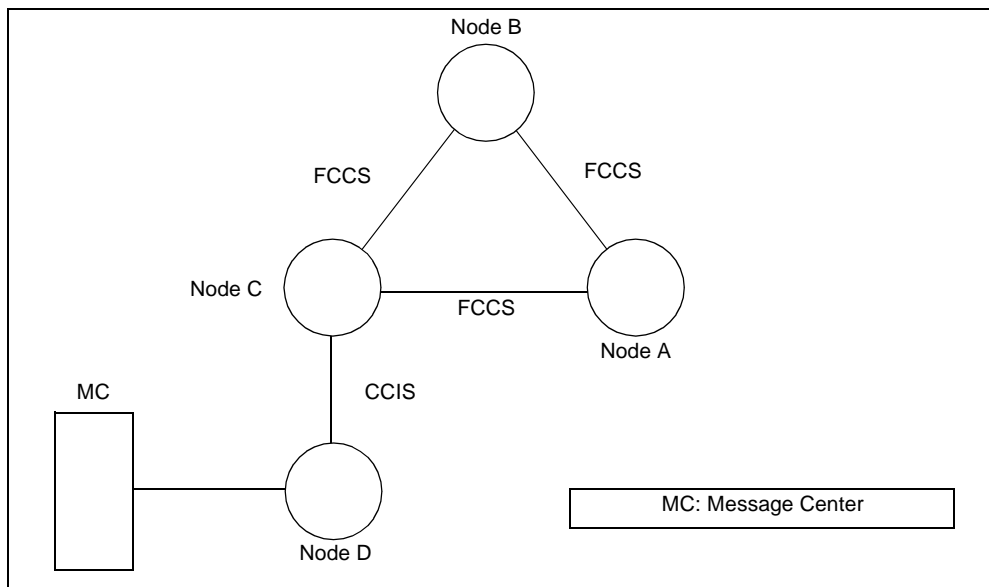 Node B
FCCS
FCCS
Node C
FCCS
Node A
MC
CCIS
MC: Message Center
Node D